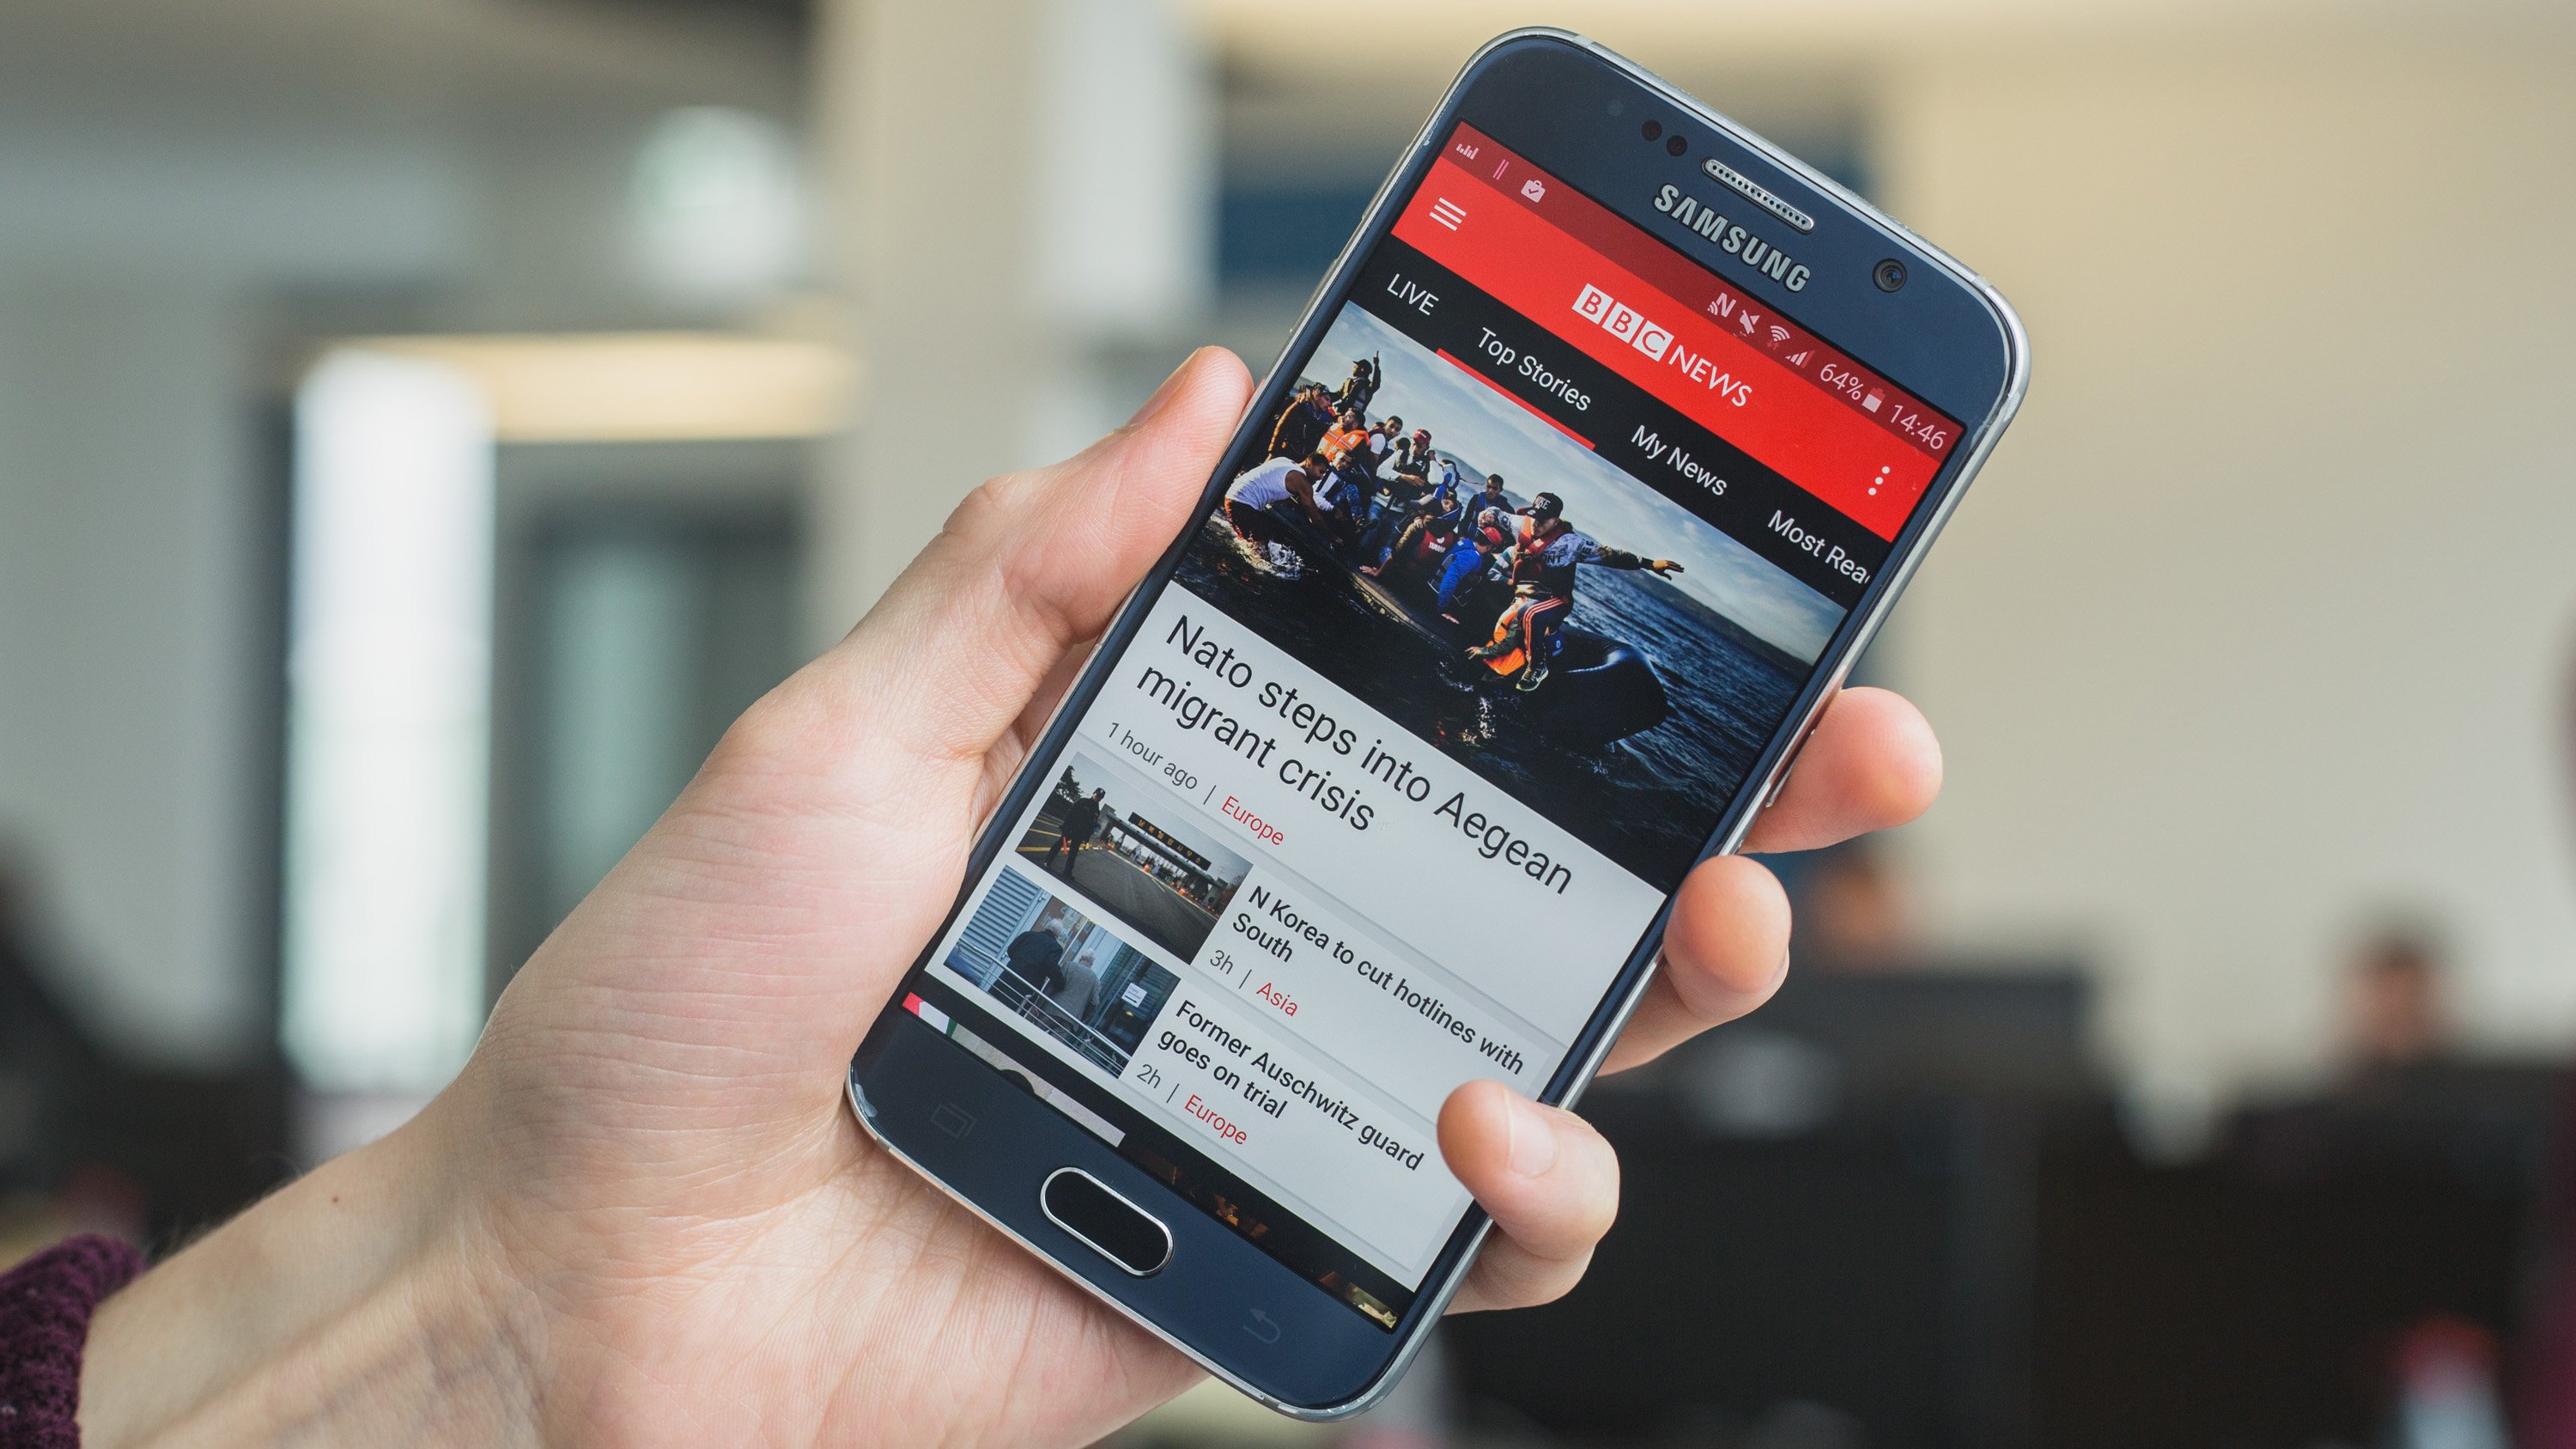 SAMSUNG
64% 14:46
BBC NEWS
LIVE Top Stories My News Most Rea
Nato steps into Aegean
migrant crisis
1 hour ago | Europe
N Korea to cut hotlines with
South
3h | Asia
Former Auschwitz guard
goes on trial
2h | Europe